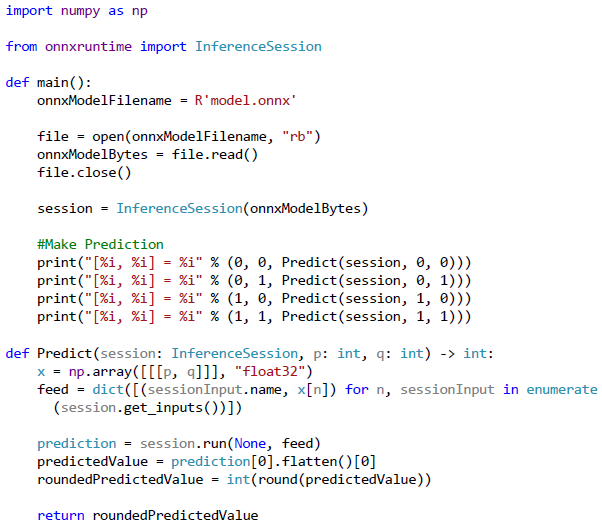 import numpy as np
from onnxruntime import InferenceSession
def main():
    onnxModelFilename = R'model.onnx'
    file = open(onnxModelFilename, "rb")
    onnxModelBytes = file.read()
    file.close()
    session = InferenceSession(onnxModelBytes)
    #Make Prediction
    print("[%i, %i] = %i" % (0, 0, Predict(session, 0, 0)))
    print("[%i, %i] = %i" % (0, 1, Predict(session, 0, 1)))
    print("[%i, %i] = %i" % (1, 0, Predict(session, 1, 0)))
    print("[%i, %i] = %i" % (1, 1, Predict(session, 1, 1)))
def Predict(session: InferenceSession, p: int, q: int) -> int:
    x = np.array([[[p, q]]], "float32")
    feed = dict([(sessionInput.name, x[n]) for n, sessionInput in enumerate
      (session.get_inputs())])
    prediction = session.run(None, feed)
    predictedValue = prediction[0].flatten()[0]
    roundedPredictedValue = int(round(predictedValue))
    return roundedPredictedValue